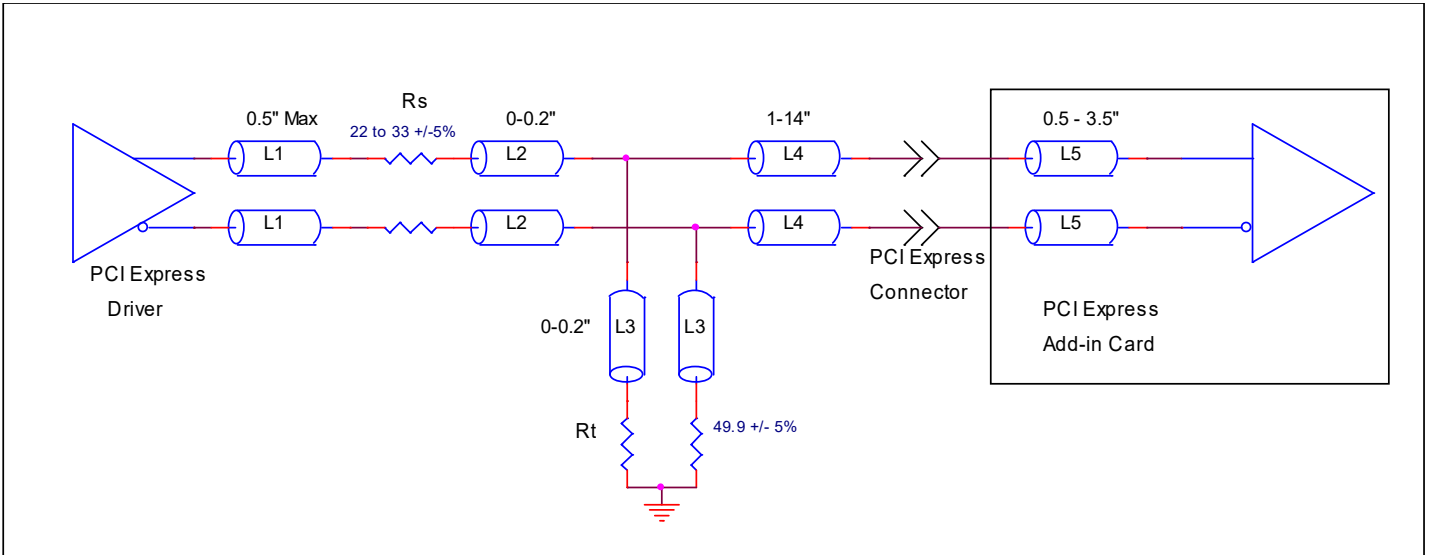 Rs
0.5" Max
22 to 33 +/-5%
0-0.2"
1-14"
0.5 - 3.5"
L1
L2
L4
L5
L1
L2
L4
L5
PCI Express
Driver
PCI Express
Connector
PCI Express
Add-in Card
0-0.2"
L3
L3
Rt
49.9 +/- 5%